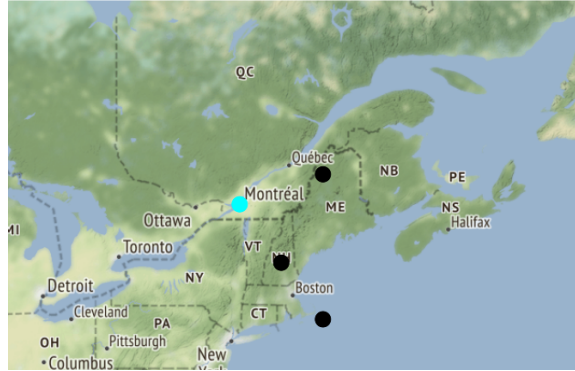 QC
Québec
NB
PE
Montréal
ME
NS
Ottawa
Halifax
MI
VT
Toronto
NY
Detroit
Boston
Cleveland
CT
PA
OH
Pittsburgh
New
Columbus